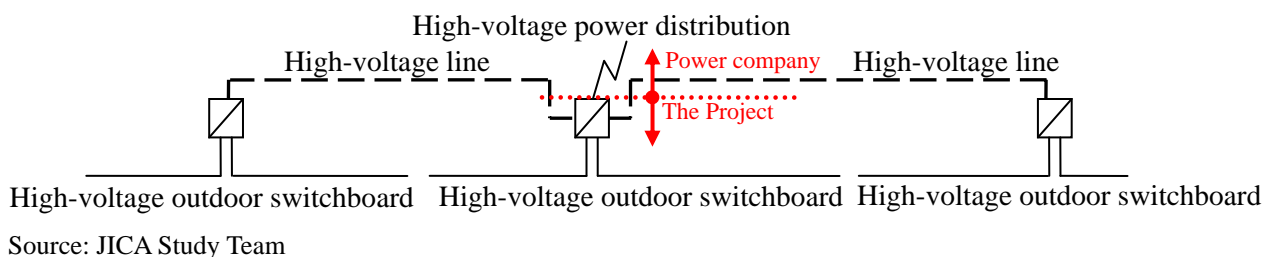 High-voltage power distribution
High-voltage line
Power company
High-voltage line
The Project
High-voltage outdoor switchboard
High-voltage outdoor switchboard
High-voltage outdoor switchboard
Source: JICA Study Team